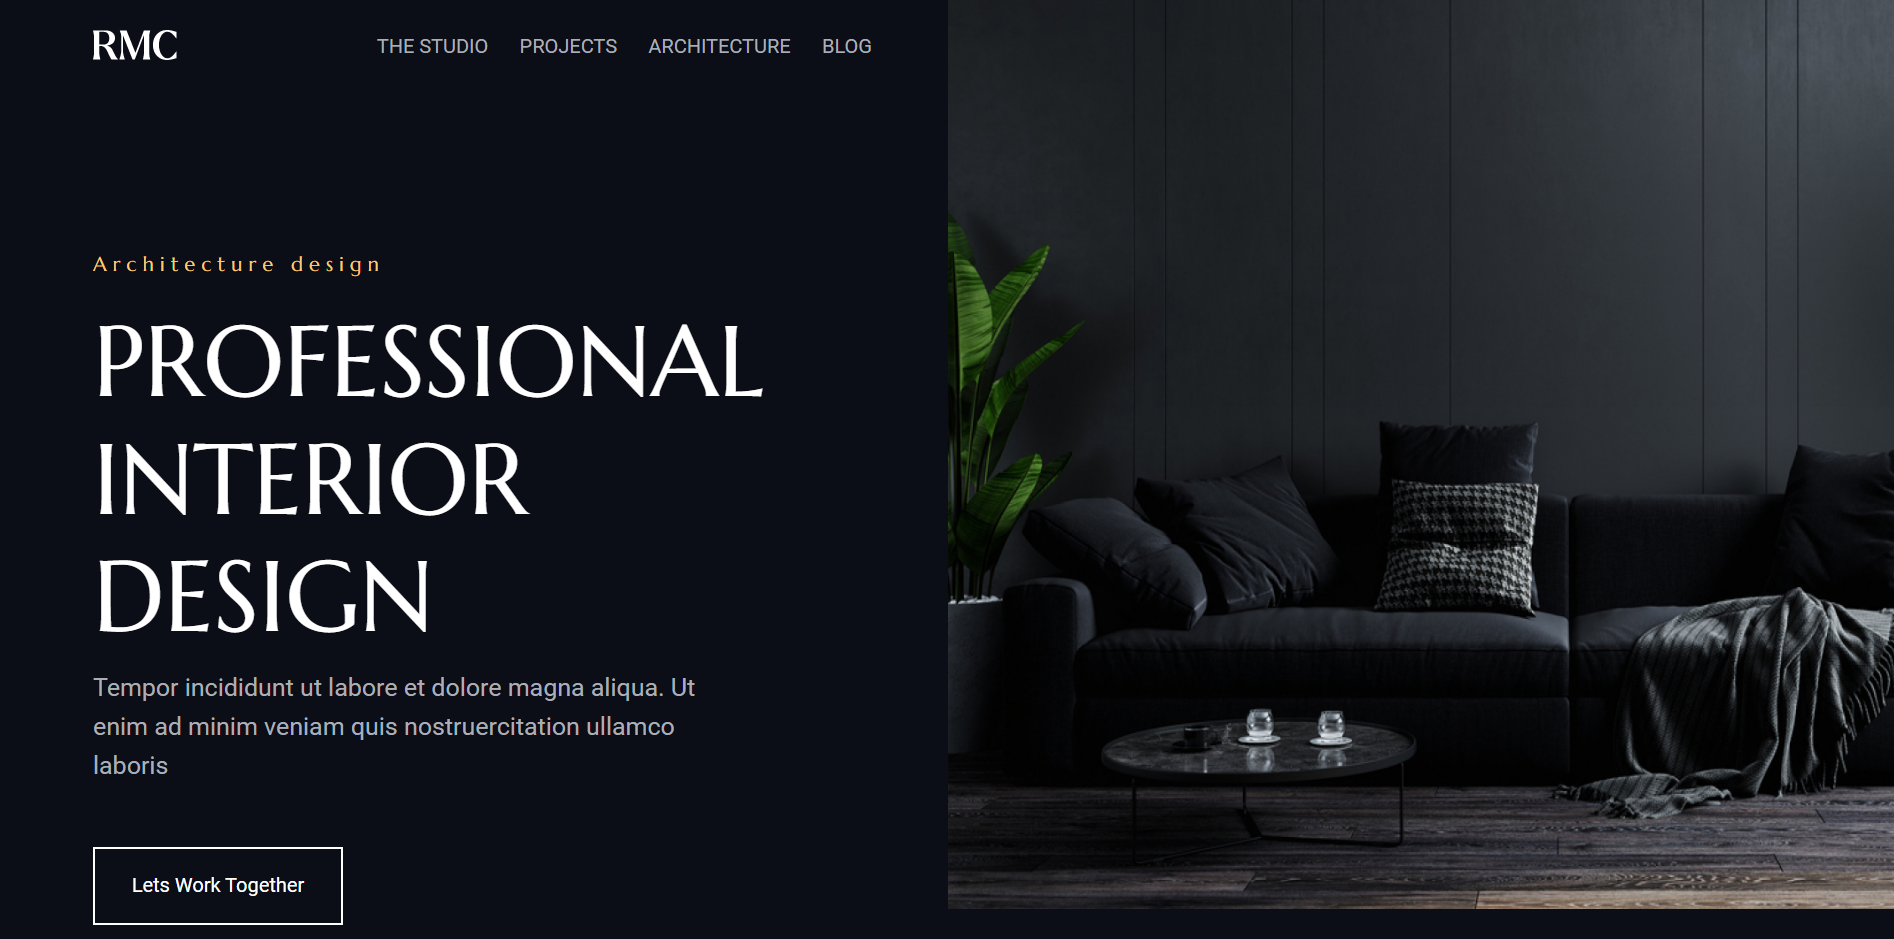 RMC
THE STUDIO PROJECTS ARCHITECTURE BLOG
Architecture design
PROFESSIONAL
INTERIOR
DESIGN
Tempor incididunt ut labore et dolore magna aliqua. Ut
enim ad minim veniam quis nostruercitation ullamco
laboris
Lets Work Together